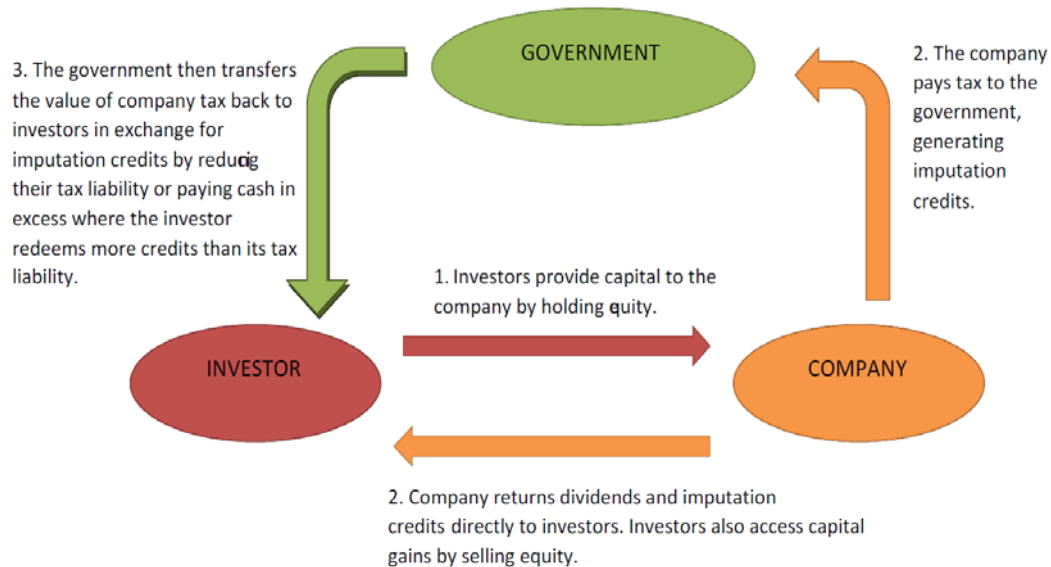 GOVERNMENT
3. The government then transfers
the value of company tax back to
investors in exchange for
imputation credits by reducig
their tax liability or paying cash in
excess where the investor
redeems more credits than its tax
liability.
2. The company
pays tax to the
government,
generating
imputation
credits.
1. Investors provide capital to the
company by holding equity.
INVESTOR
COMPANY
2. Company returns dividends and imputation
credits directly to investors. Investors also access capital
gains by selling equity.